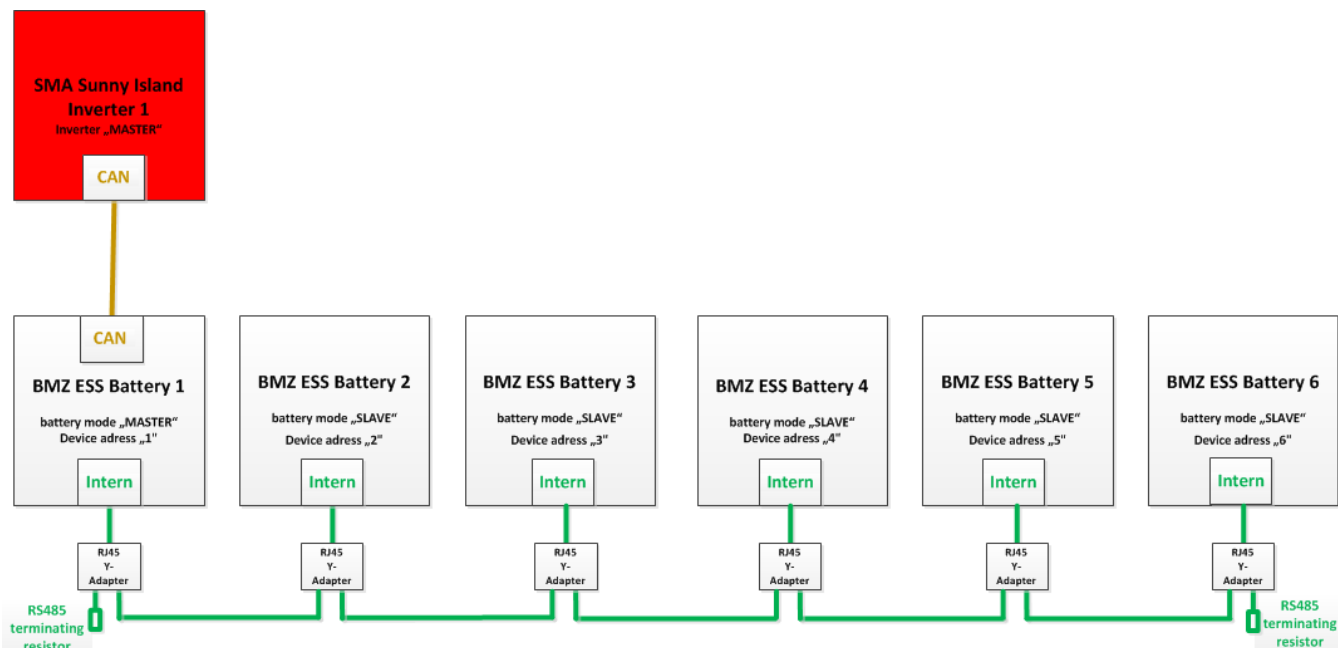 SMA Sunny Island
Inverter 1
Inverter „MASTER“
CAN
CAN
BMZ ESS Battery 1
battery mode „MASTER“
Device adress „1"
Intern
BMZ ESS Battery 2
battery mode „SLAVE“
Device adress „2"
Intern
BMZ ESS Battery 3
battery mode „SLAVE“
Device adress „3"
Intern
BMZ ESS Battery 4
battery mode „SLAVE“
Device adress „4"
Intern
BMZ ESS Battery 5
battery mode „SLAVE“
Device adress „5"
Intern
BMZ ESS Battery 6
battery mode „SLAVE“
Device adress „6"
Intern
RJ45
Y-
Adapter
RJ45
Y-
Adapter
RJ45
Y-
Adapter
RJ45
Y-
Adapter
RJ45
Y-
Adapter
RJ45
Y-
Adapter
RS485
terminating
resistor
RS485
terminating
resistor